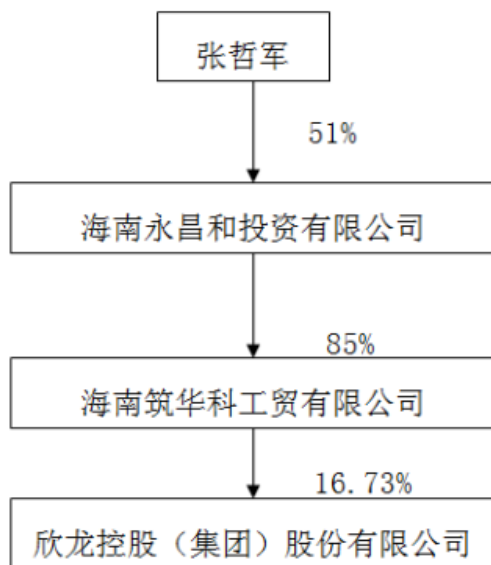 张哲军
51%
海南永昌和投资有限公司
85%
海南筑华科工贸有限公司
16.73%
欣龙控股（集团）股份有限公司